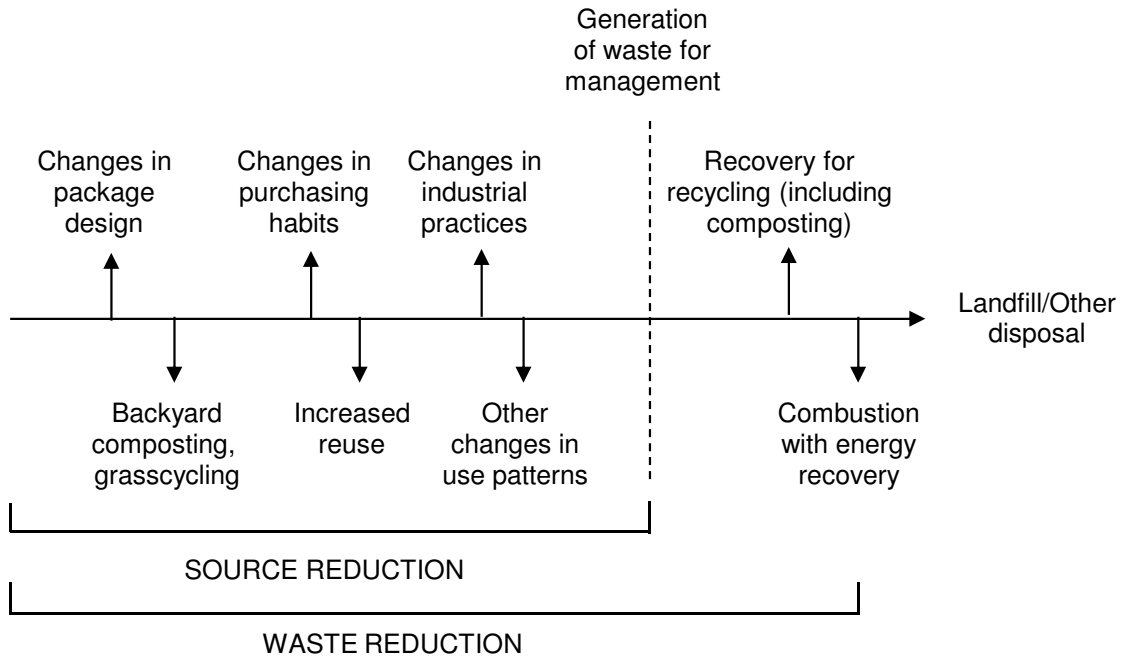 Generation
of waste for
management
Changes in
package
design
Changes in
purchasing
habits
Changes in
industrial
practices
Recovery for
recycling (including
composting)
Landfill/Other
disposal
Backyard
composting,
grasscycling
Increased
reuse
Other
changes in
use patterns
Combustion
with energy
recovery
SOURCE REDUCTION
WASTE REDUCTION